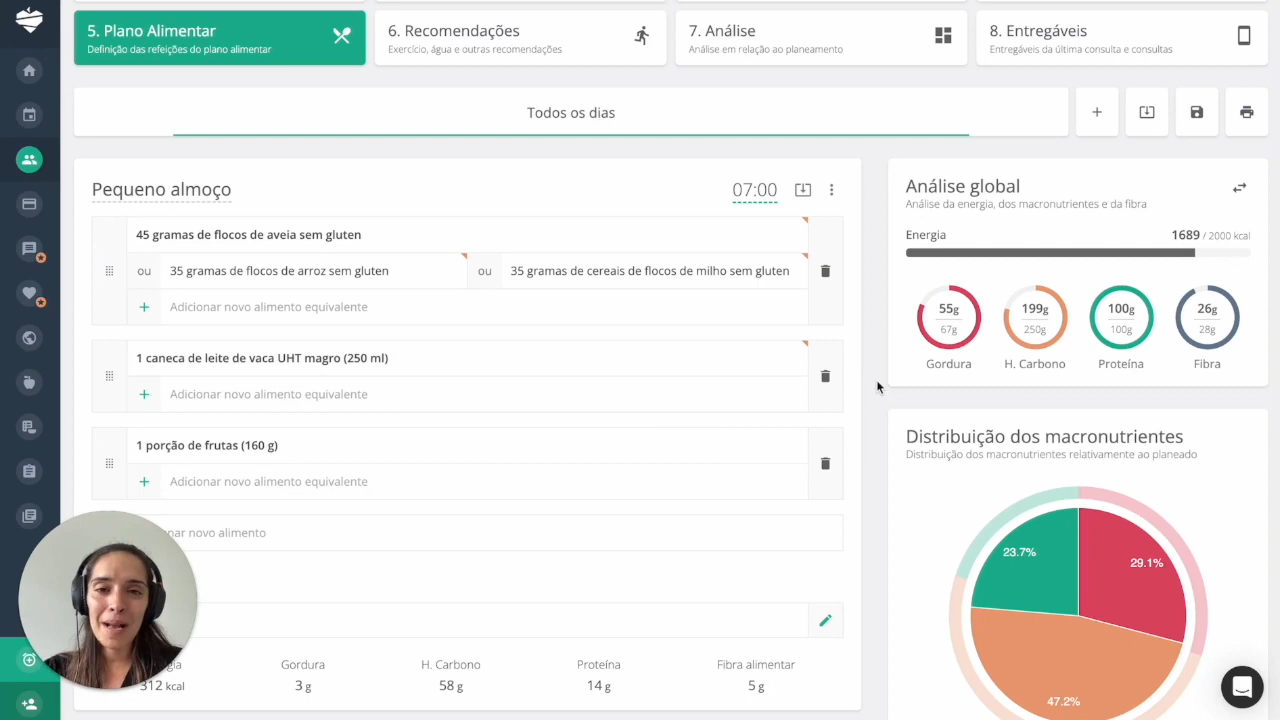 5. Plano Alimentar
Definição das refeições do plano alimentar
6. Recomendações
Exercício, água e outras recomendações
7. Análise
Análise em relação ao planeamento
8. Entregáveis
Entregáveis da última consulta e consultas
Todos os dias
Pequeno almoço
07:00
45 gramas de flocos de aveia sem gluten
ou 35 gramas de flocos de arroz sem gluten ou 35 gramas de cereais de flocos de milho sem gluten
+ Adicionar novo alimento equivalente
1 caneca de leite de vaca UHT magro (250 ml)
+ Adicionar novo alimento equivalente
1 porção de frutas (160 g)
+ Adicionar novo alimento equivalente
novo alimento
Gordura H. Carbono Proteína Fibra alimentar
312 kcal 3 g 58 g 14 g 5 g
Análise global
Análise da energia, dos macronutrientes e da fibra
Energia 1689 / 2000 kcal
55g 199g 100g 26g
67g 250g 100g 28g
Gordura H. Carbono Proteína Fibra
Distribuição dos macronutrientes
Distribuição dos macronutrientes relativamente ao planeado
23.7% 29.1%
47.2%